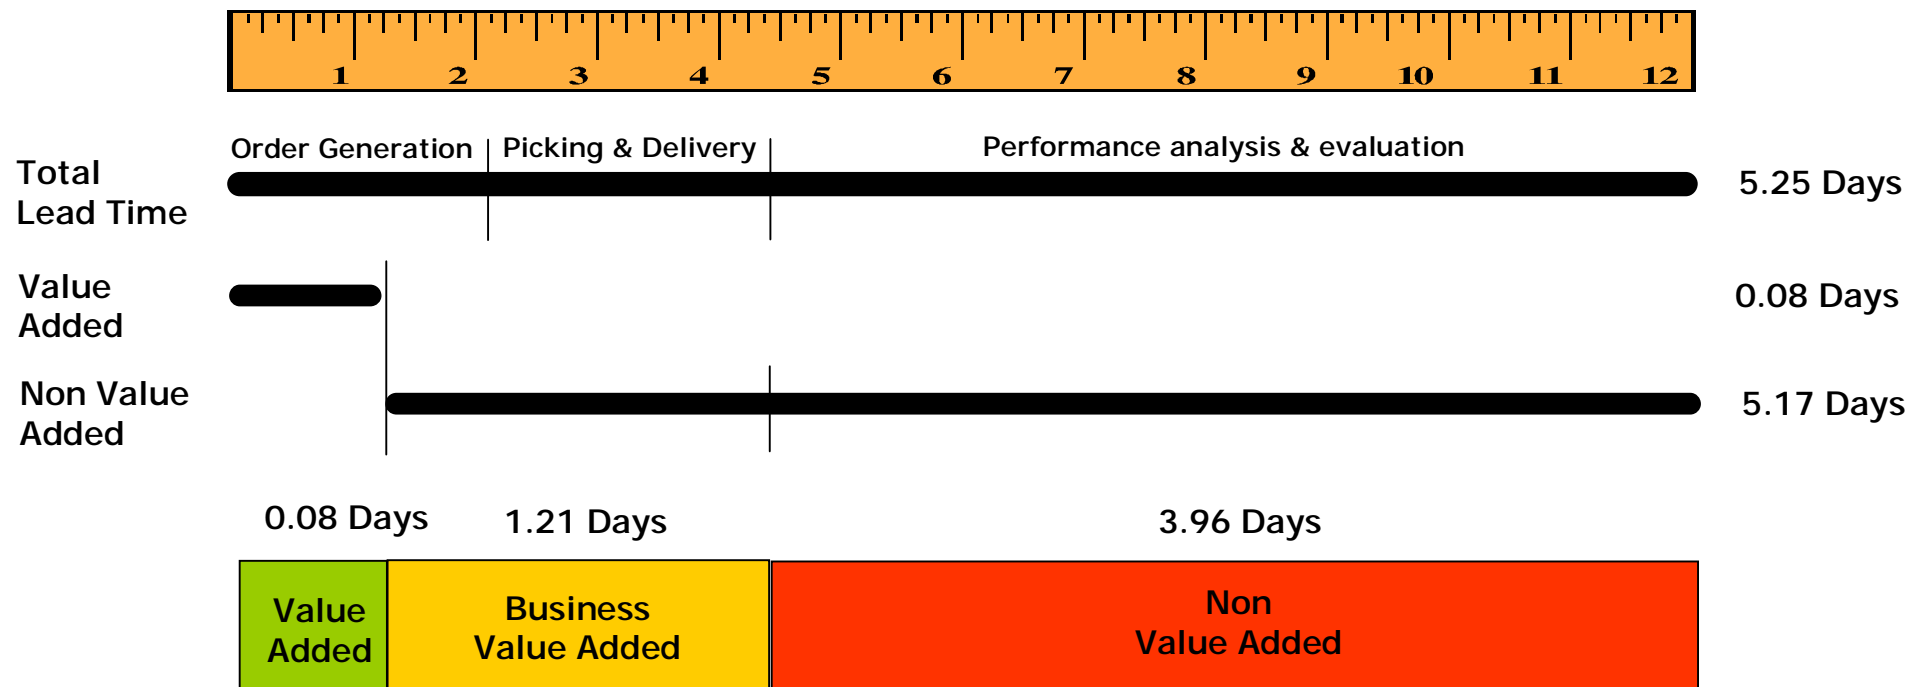 1 2 3 4 5 6 7 8 9 10 11 12
Order Generation Picking & Delivery Performance analysis & evaluation
Total
Lead Time
5.25 Days
Value
Added
0.08 Days
Non Value
Added
5.17 Days
0.08 Days 1.21 Days 3.96 Days
Value
Added
Business
Value Added
Non
Value Added